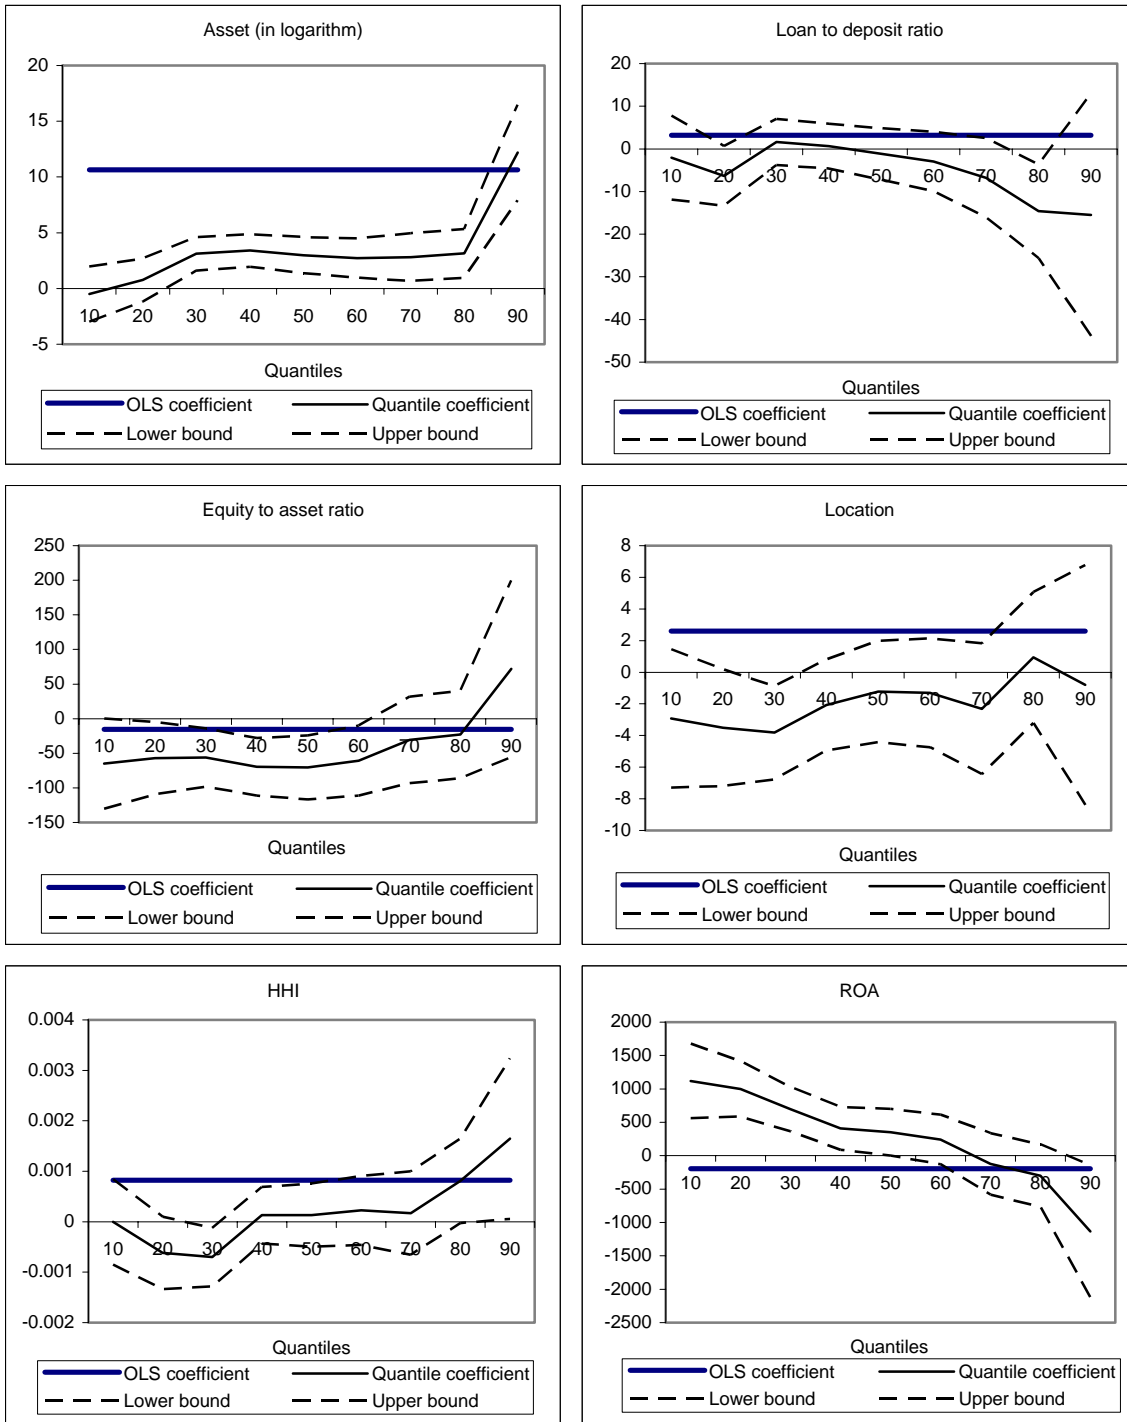 Asset (in logarithm)
20
15
10
5
0
-5
10 20 30 40 50 60 70 80 90
Quantiles
OLS coefficient Quantile coefficient
Lower bound Upper bound
Loan to deposit ratio
20
10
0
-10
-20
-30
-40
-50
10 20 30 40 50 60 70 80 90
Quantiles
OLS coefficient Quantile coefficient
Lower bound Upper bound
Equity to asset ratio
250
200
150
100
50
0
-50
-100
-150
10 20 30 40 50 60 70 80 90
Quantiles
OLS coefficient Quantile coefficient
Lower bound Upper bound
Location
8
6
4
2
0
-2
-4
-6
-8
-10
10 20 30 40 50 60 70 80 90
Quantiles
OLS coefficient Quantile coefficient
Lower bound Upper bound
HHI
0.004
0.003
0.002
0.001
0
-0.001
-0.002
10 20 30 40 50 60 70 80 90
Quantiles
OLS coefficient Quantile coefficient
Lower bound Upper bound
ROA
2000
1500
1000
500
0
-500
-1000
-1500
-2000
-2500
10 20 30 40 50 60 70 80 90
Quantiles
OLS coefficient Quantile coefficient
Lower bound Upper bound